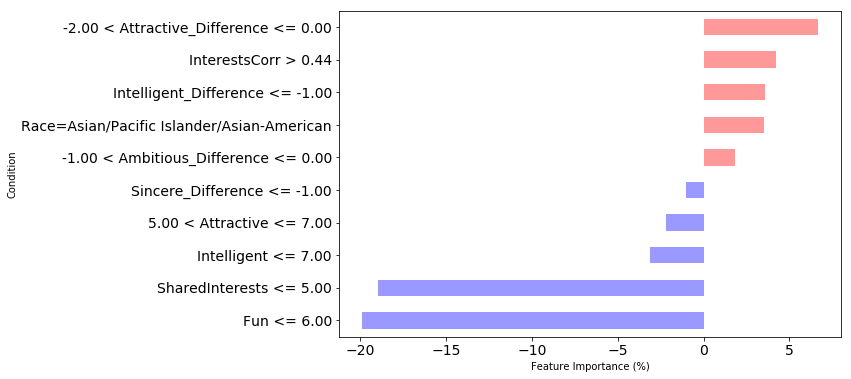 -2.00 < Attractive_Difference <= 0.00
InterestsCorr > 0.44
Intelligent_Difference <= -1.00
Race=Asian/Pacific Islander/Asian-American
-1.00 < Ambitious_Difference <= 0.00
Sincere_Difference <= -1.00
5.00 < Attractive <= 7.00
Intelligent <= 7.00
SharedInterests <= 5.00
Fun <= 6.00
Condition
−20 −15 −10 −5 0 5
Feature Importance (%)